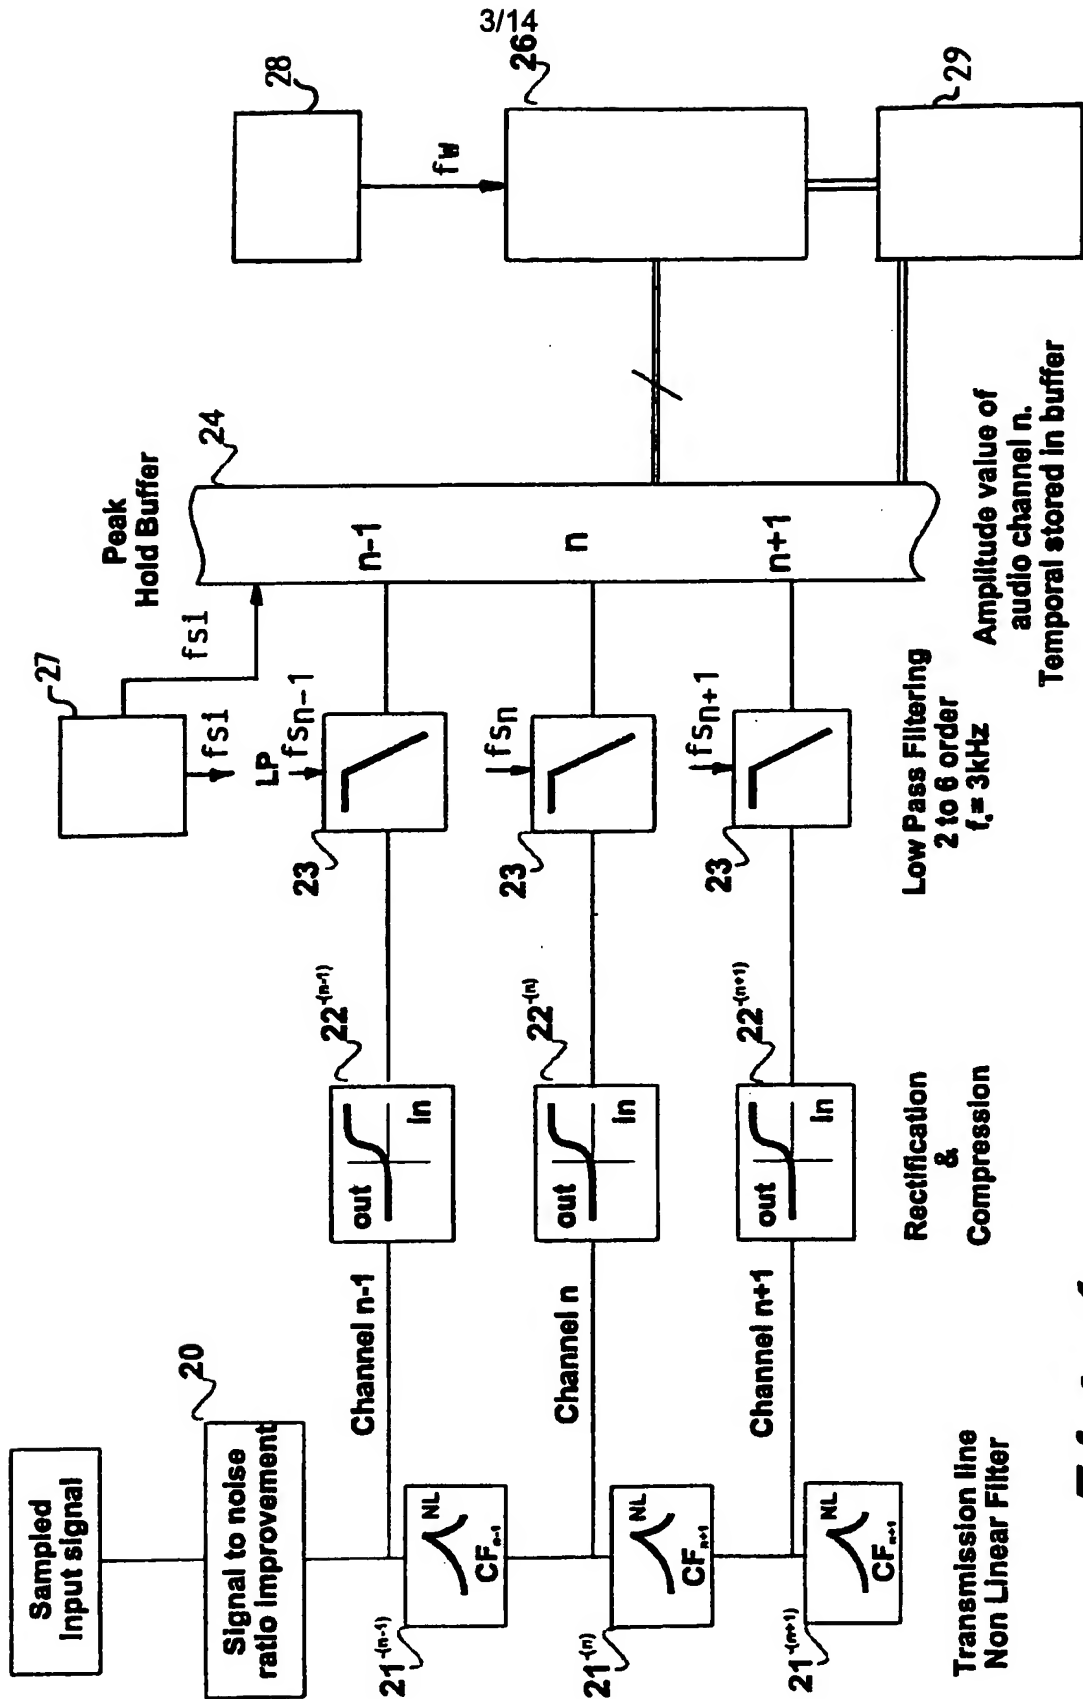 3/14
Sampled
Input signal
20
Signal to noise
ratio improvement
21-(n-1)
NL
CFn-1
21-(n)
NL
CFn+1
21-(n+1)
NL
CFn+1
Transmission line
Non Linear Filter
Channel n-1
Channel n
Channel n+1
22-(n-1)
out
In
22-(n)
out
In
22-(n+1)
out
In
Rectification
&
Compression
27
fsi
fsi
LP
fsn-1
23
fsn
23
fsn+1
23
Low Pass Filtering
2 to 6 order
Peak
Hold Buffer
24
n-1
n
n+1
Amplitude value of
audio channel n.
Temporal stored in buffer
28
fw
26
29